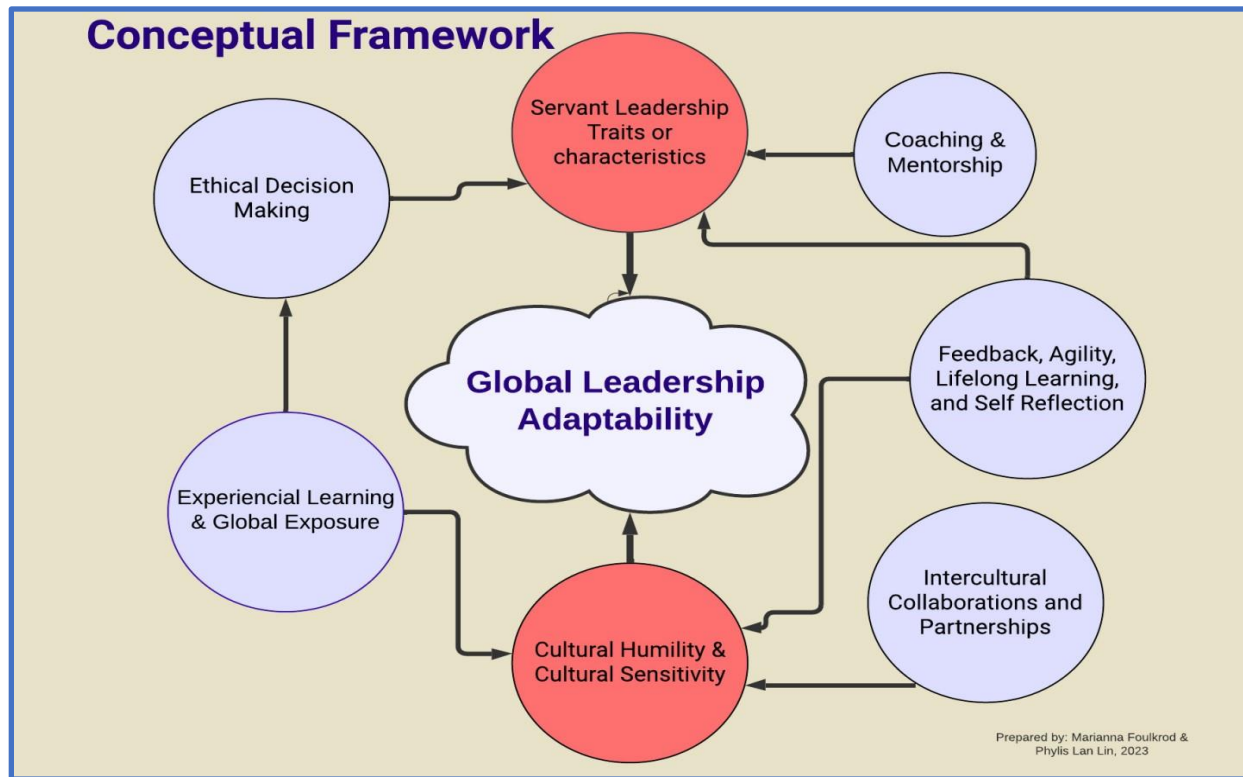 Conceptual Framework
Servant Leadership
Traits or
characteristics
Coaching &
Mentorship
Ethical Decision
Making
Global Leadership
Adaptability
Feedback, Agility,
Lifelong Learning,
and Self Reflection
Experiencial Learning
& Global Exposure
Intercultural
Collaborations and
Partnerships
Cultural Humility &
Cultural Sensitivity
Prepared by: Marianna Foulkrod &
Phylis Lan Lin, 2023